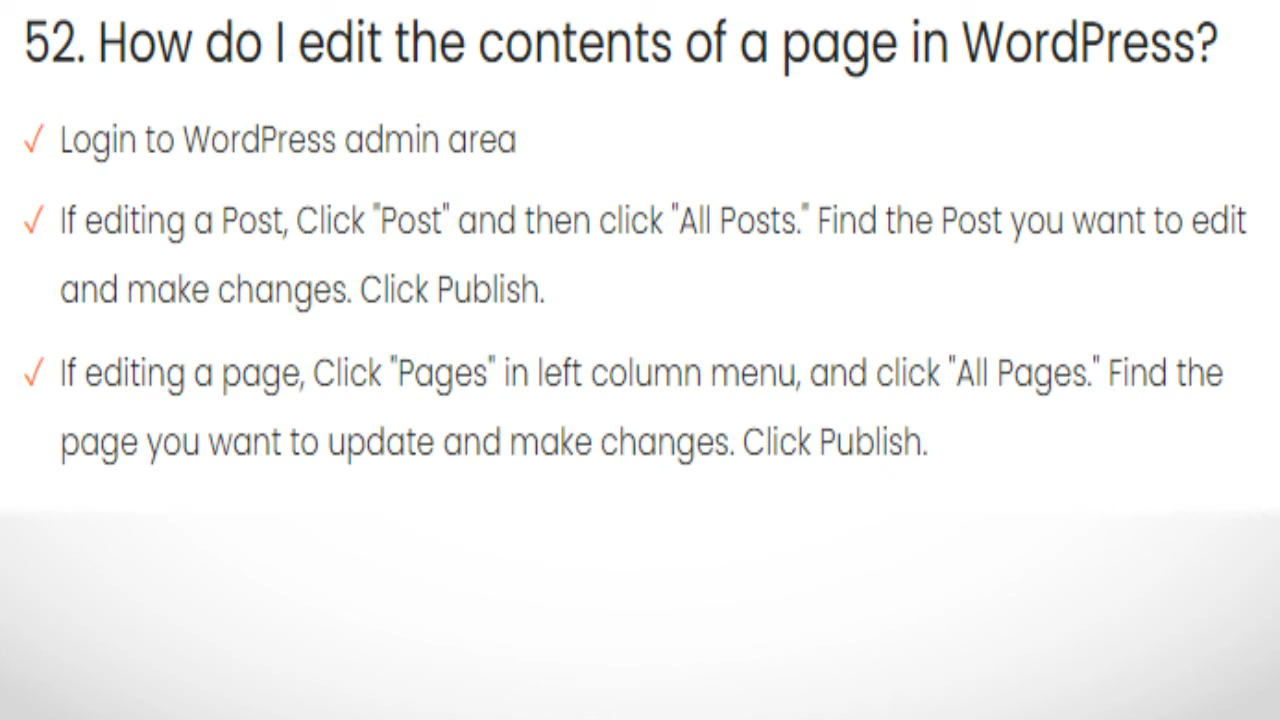 52. How do I edit the contents of a page in WordPress?
✓ Login to WordPress admin area
✓ If editing a Post, Click "Post" and then click "All Posts." Find the Post you want to edit
and make changes. Click Publish.
✓ If editing a page, Click "Pages" in left column menu, and click "All Pages." Find the
page you want to update and make changes. Click Publish.